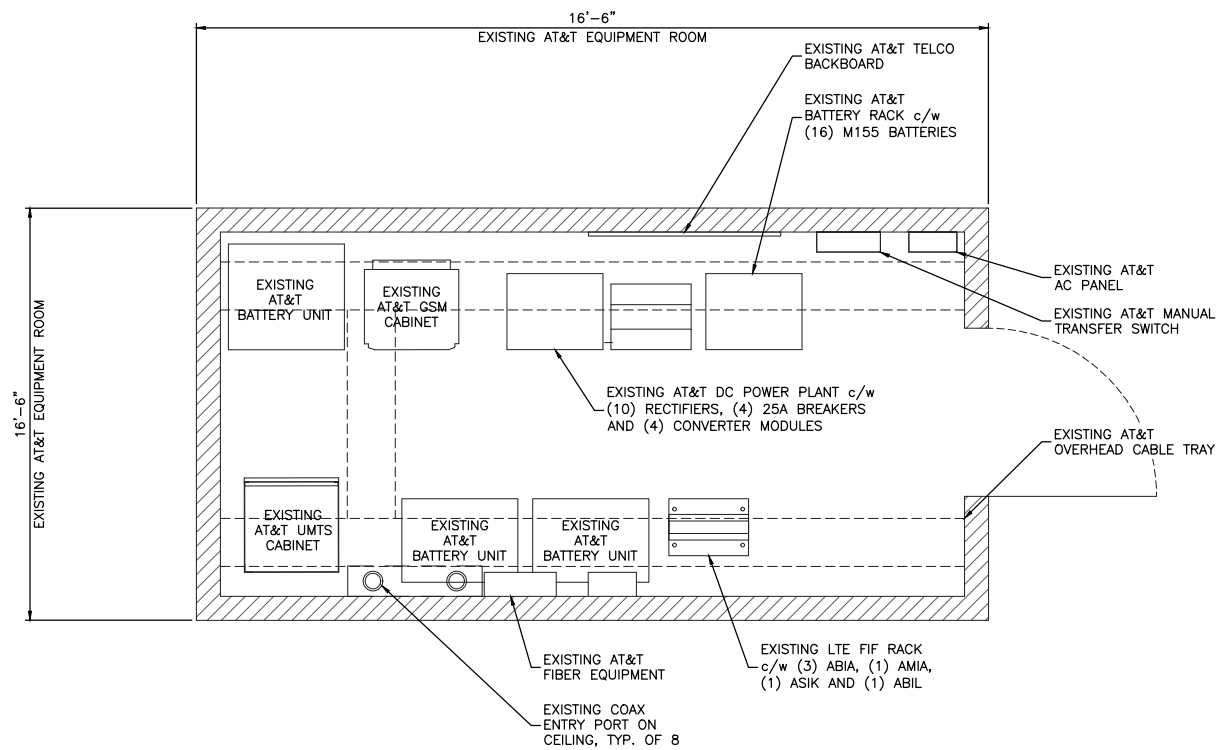 16'-6"
EXISTING AT&T EQUIPMENT ROOM
EXISTING AT&T TELCO
BACKBOARD
EXISTING AT&T
BATTERY RACK c/w
(16) M155 BATTERIES
EXISTING
AT&T
BATTERY UNIT
EXISTING
AT&T GSM
CABINET
EXISTING AT&T
AC PANEL
EXISTING AT&T MANUAL
TRANSFER SWITCH
16'-6"
EXISTING AT&T EQUIPMENT ROOM
EXISTING AT&T DC POWER PLANT c/w
(10) RECTIFIERS, (4) 25A BREAKERS
AND (4) CONVERTER MODULES
EXISTING AT&T
OVERHEAD CABLE TRAY
EXISTING
AT&T UMTS
CABINET
EXISTING
AT&T
BATTERY UNIT
EXISTING
AT&T
BATTERY UNIT
EXISTING AT&T
FIBER EQUIPMENT
EXISTING LTE FIF RACK
c/w (3) ABIA, (1) AMIA,
(1) ASIK AND (1) ABIL
EXISTING COAX
ENTRY PORT ON
CEILING, TYP. OF 8